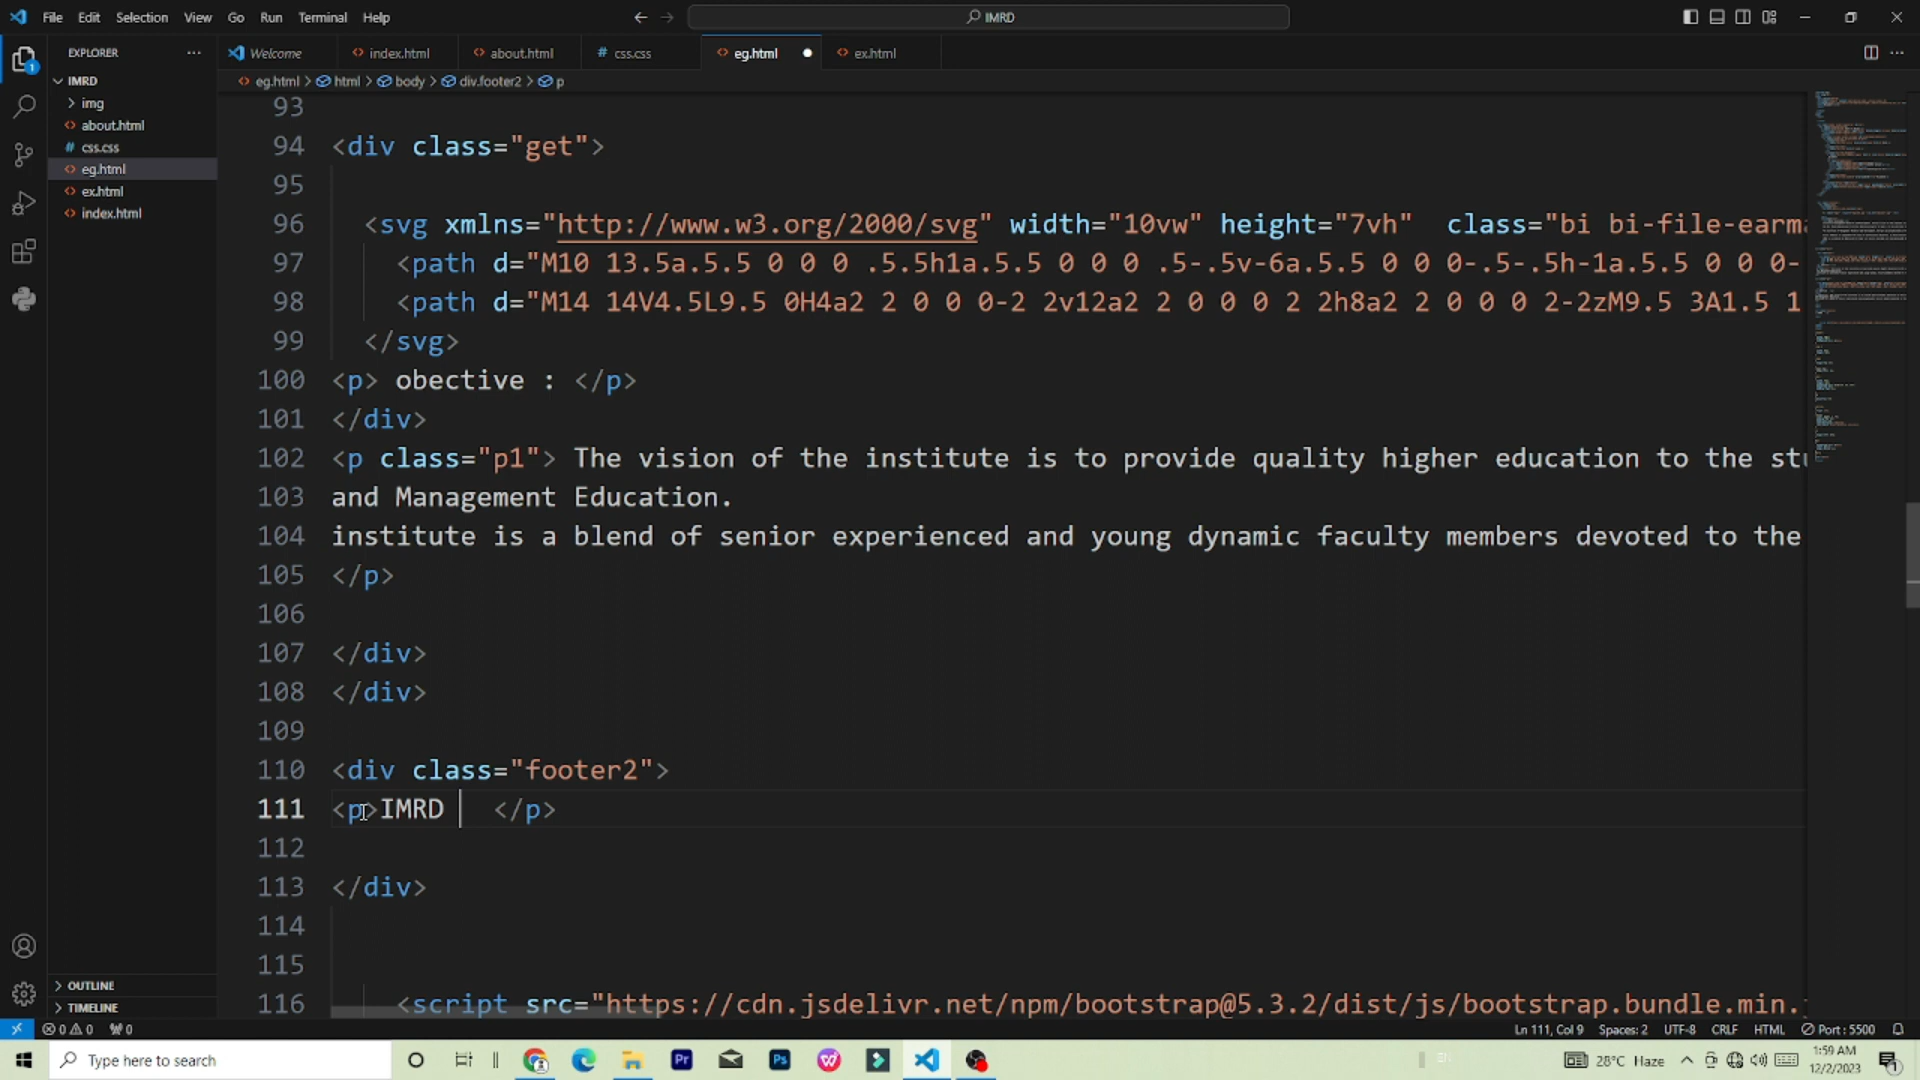 File Edit Selection View Go Run Terminal Help
IMRD
EXPLORER
Welcome index.html about.html css.css eg.html ex.html
IMRD
img
about.html
css.css
eg.html
ex.html
index.html
OUTLINE
TIMELINE
eg.html > html > body > div.footer2 > p
93
94 <div class="get">
95
96 <svg xmlns="http://www.w3.org/2000/svg" width="10vw" height="7vh" class="bi bi-file-earma
97 <path d="M10 13.5a.5.5 0 0 0 .5.5h1a.5.5 0 0 0 .5-.5v-6a.5.5 0 0 0-.5-.5h-1a.5.5 0 0 0-
98 <path d="M14 14V4.5L9.5 0H4a2 2 0 0 0-2 2v12a2 2 0 0 0 2 2h8a2 2 0 0 0 2-2zM9.5 3A1.5 1
99 </svg>
100 <p> obective : </p>
101 </div>
102 <p class="p1"> The vision of the institute is to provide quality higher education to the stu
103 and Management Education.
104 institute is a blend of senior experienced and young dynamic faculty members devoted to the
105 </p>
106
107 </div>
108 </div>
109
110 <div class="footer2">
111 <p>IMRD </p>
112
113 </div>
114
115
116 <script src="https://cdn.jsdelivr.net/npm/bootstrap@5.3.2/dist/js/bootstrap.bundle.min.
0 0 0 Ln 111, Col 9 Spaces: 2 UTF-8 CRLF HTML Port : 5500
Type here to search
28°C Haze
1:59 AM
12/2/2023